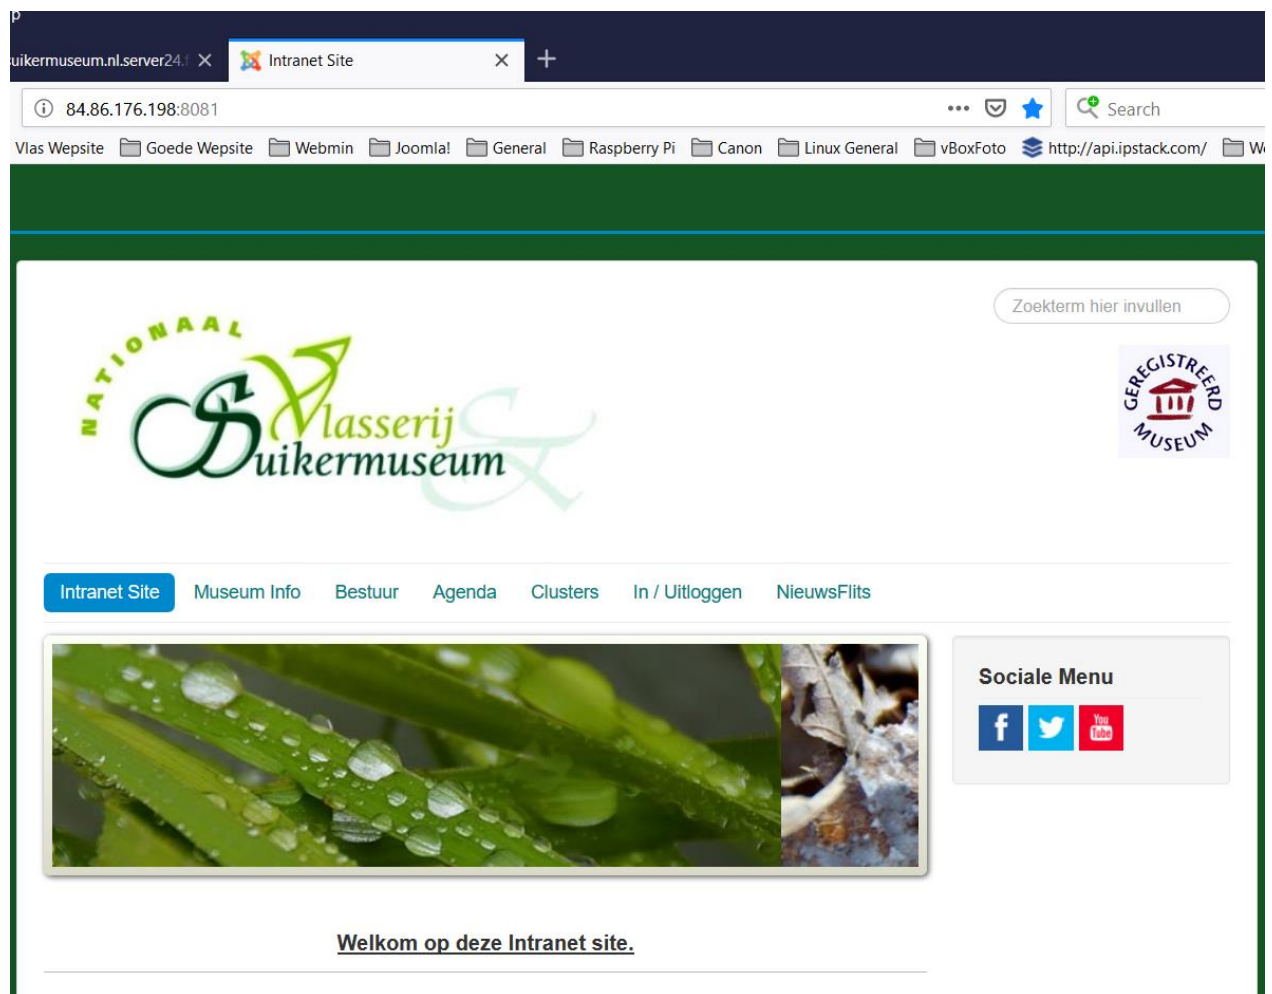 p
uikermuseum.nl.server24.f
Intranet Site
84.86.176.198:8081
Search
Vlas Wepsite Goede Wepsite Webmin Joomla! General Raspberry Pi Canon Linux General vBoxFoto http://api.ipstack.com/ We
Zoekterm hier invullen
NATIONAAL
Vlasserij &
Suikermuseum
GEREGISTREERD
MUSEUM
Intranet Site Museum Info Bestuur Agenda Clusters In / Uitloggen NieuwsFlits
Sociale Menu
f
You
Tube
Welkom op deze Intranet site.